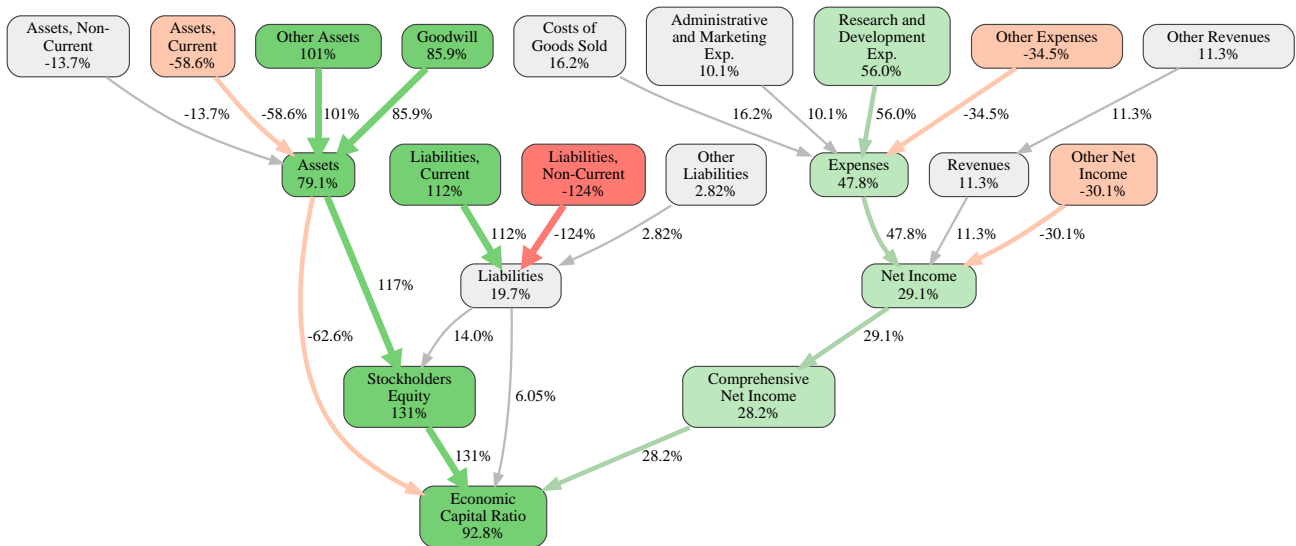 Assets, Non-
Current
-13.7%
Assets,
Current
-58.6%
Other Assets
101%
Goodwill
85.9%
Costs of
Goods Sold
16.2%
Administrative
and Marketing
Exp.
10.1%
Research and
Development
Exp.
56.0%
Other Expenses
-34.5%
Other Revenues
11.3%
-13.7%
-58.6%
101%
85.9%
16.2%
10.1%
56.0%
-34.5%
11.3%
Assets
79.1%
Liabilities,
Current
112%
Liabilities,
Non-Current
-124%
Other
Liabilities
2.82%
Expenses
47.8%
Revenues
11.3%
Other Net
Income
-30.1%
112%
-124%
2.82%
47.8%
11.3%
-30.1%
117%
Liabilities
19.7%
Net Income
29.1%
-62.6%
14.0%
29.1%
Stockholders
Equity
131%
6.05%
Comprehensive
Net Income
28.2%
131%
28.2%
Economic
Capital Ratio
92.8%